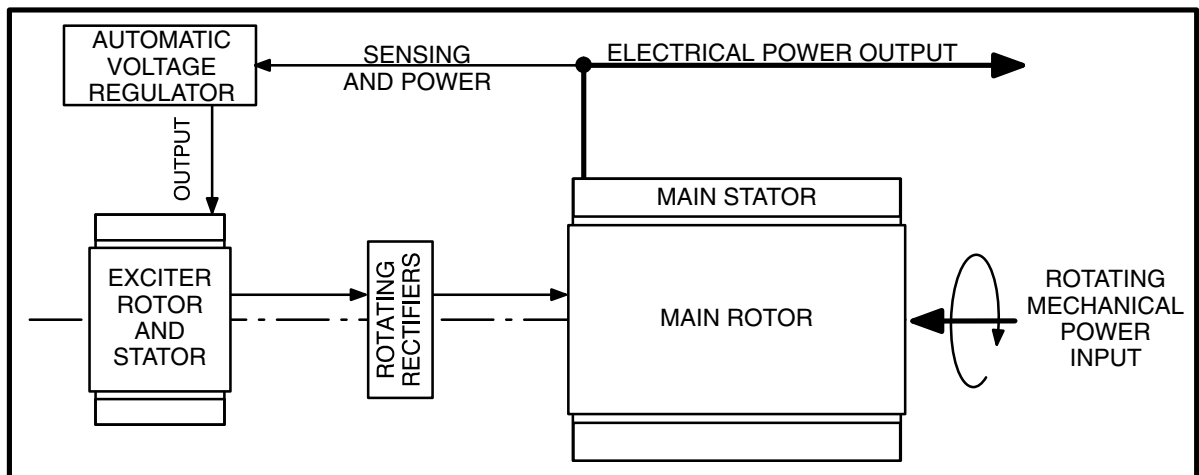 AUTOMATIC
VOLTAGE
REGULATOR
SENSING
AND POWER
ELECTRICAL POWER OUTPUT
OUTPUT
MAIN STATOR
EXCITER
ROTOR
AND
STATOR
ROTATING
RECTIFIERS
MAIN ROTOR
ROTATING
MECHANICAL
POWER
INPUT